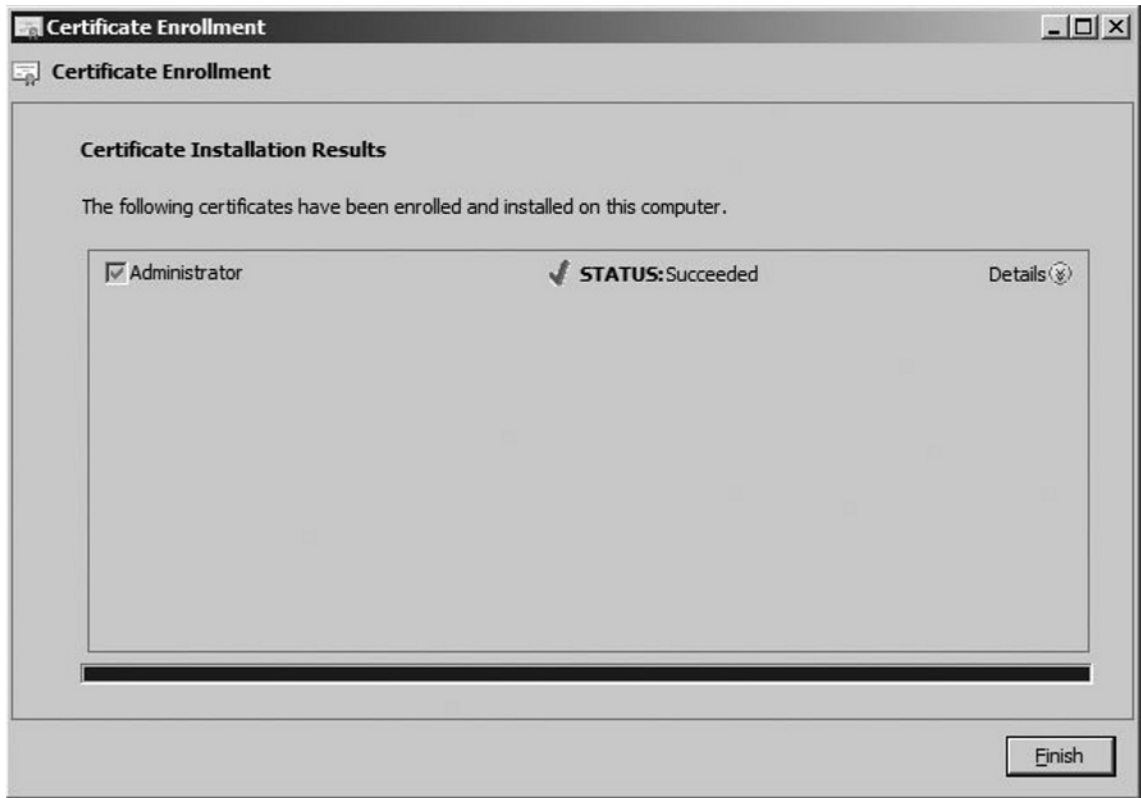 Certificate Enrollment
Certificate Enrollment
Certificate Installation Results
The following certificates have been enrolled and installed on this computer.
Administrator STATUS: Succeeded Details
Finish